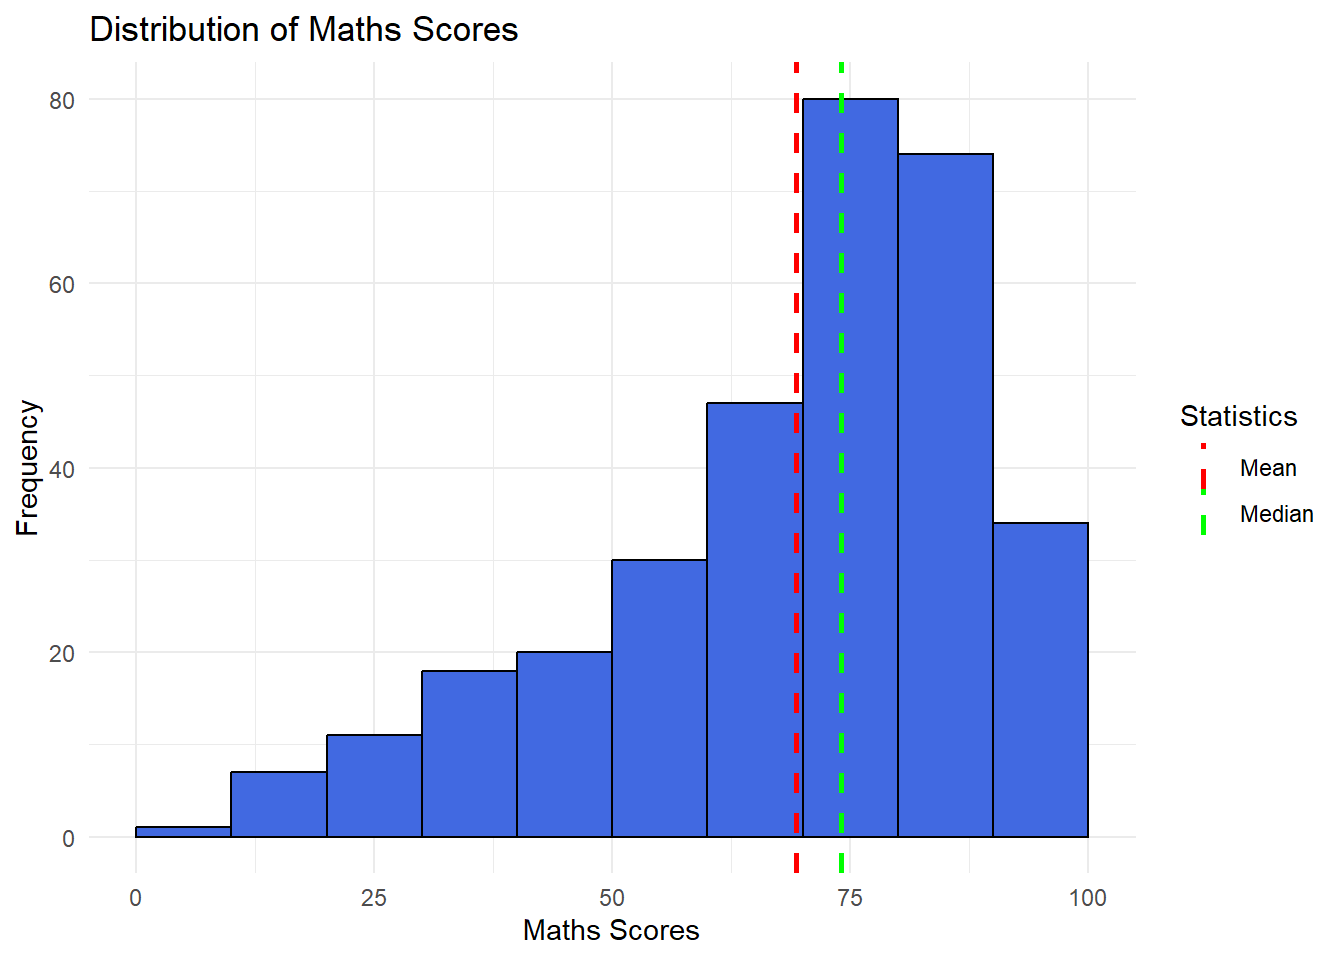 Distribution of Maths Scores
80
60
40
20
0
Frequency
0
25
50
75
100
Maths Scores
Statistics
Mean
Median